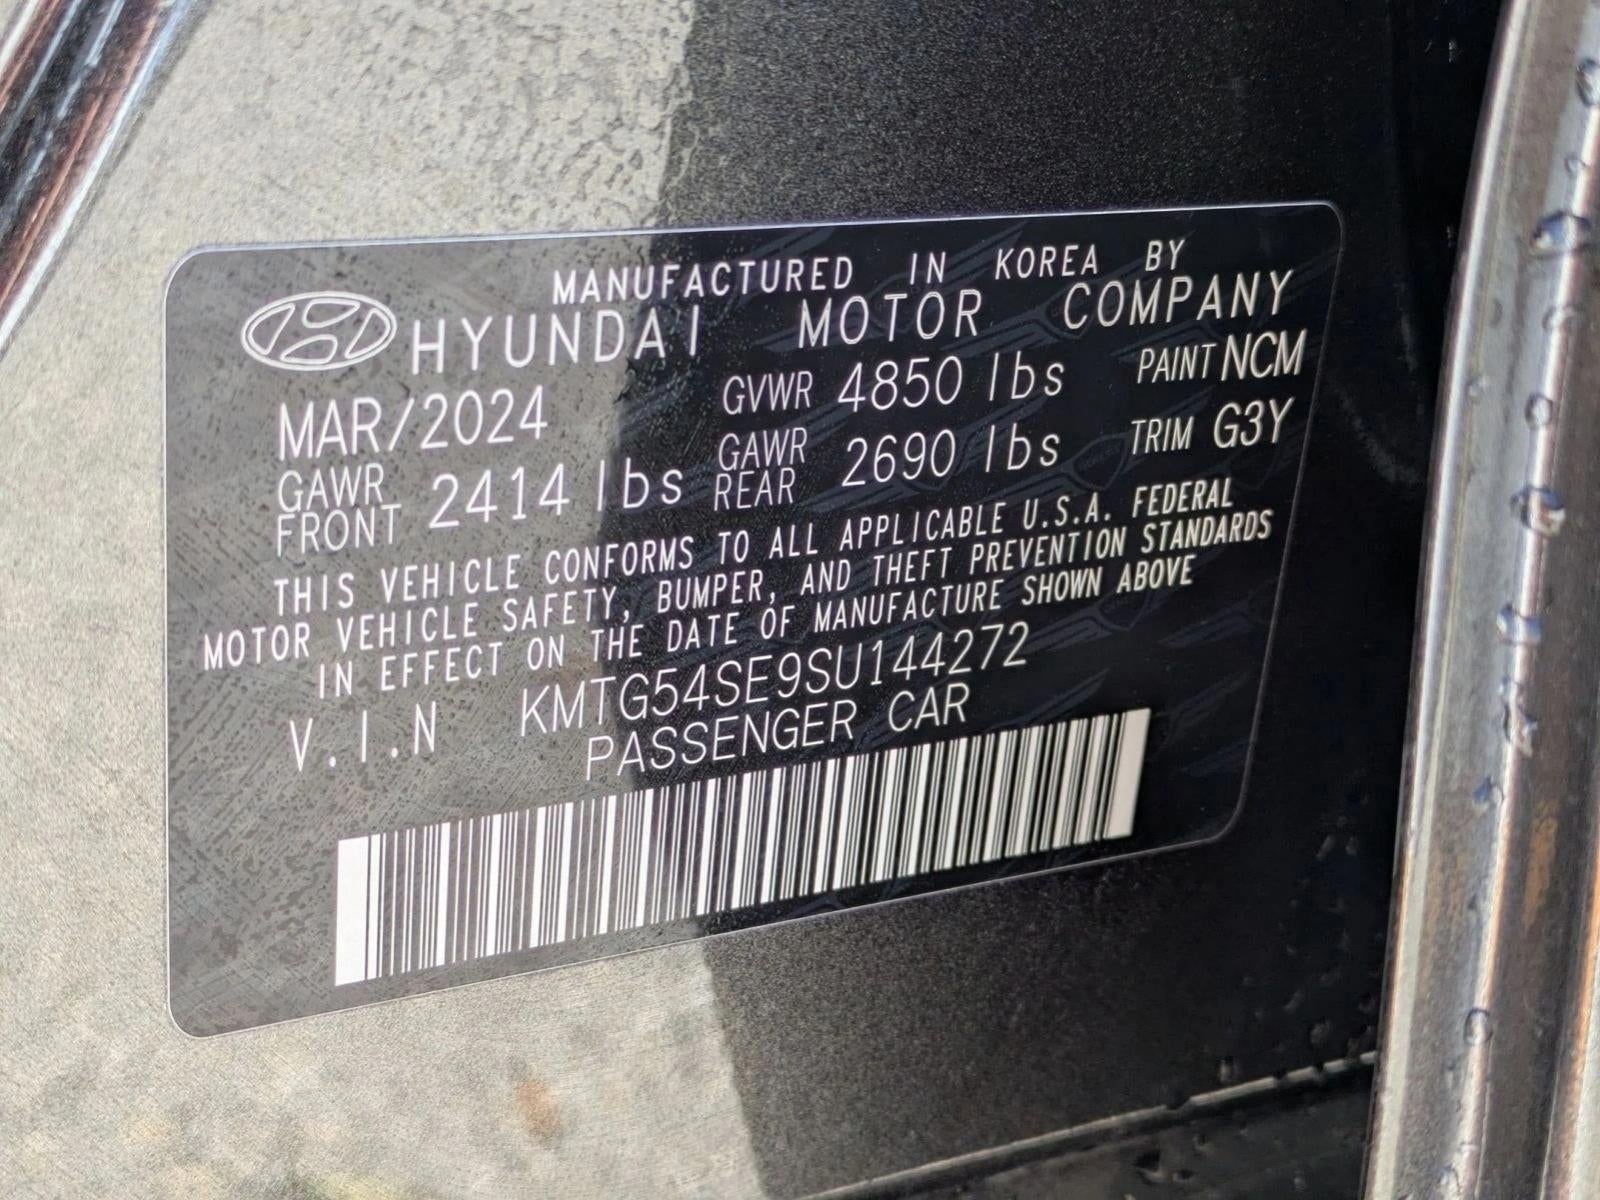 MANUFACTURED IN KOREA BY
HYUNDAI MOTOR COMPANY
MAR/2024 GVWR 4850 lbs PAINT NCM
GAWR FRONT 2414 lbs GAWR REAR 2690 lbs TRIM G3Y
THIS VEHICLE CONFORMS TO ALL APPLICABLE U.S.A. FEDERAL
MOTOR VEHICLE SAFETY, BUMPER, AND THEFT PREVENTION STANDARDS
IN EFFECT ON THE DATE OF MANUFACTURE SHOWN ABOVE
V.I.N KMTG54SE9SU144272
PASSENGER CAR